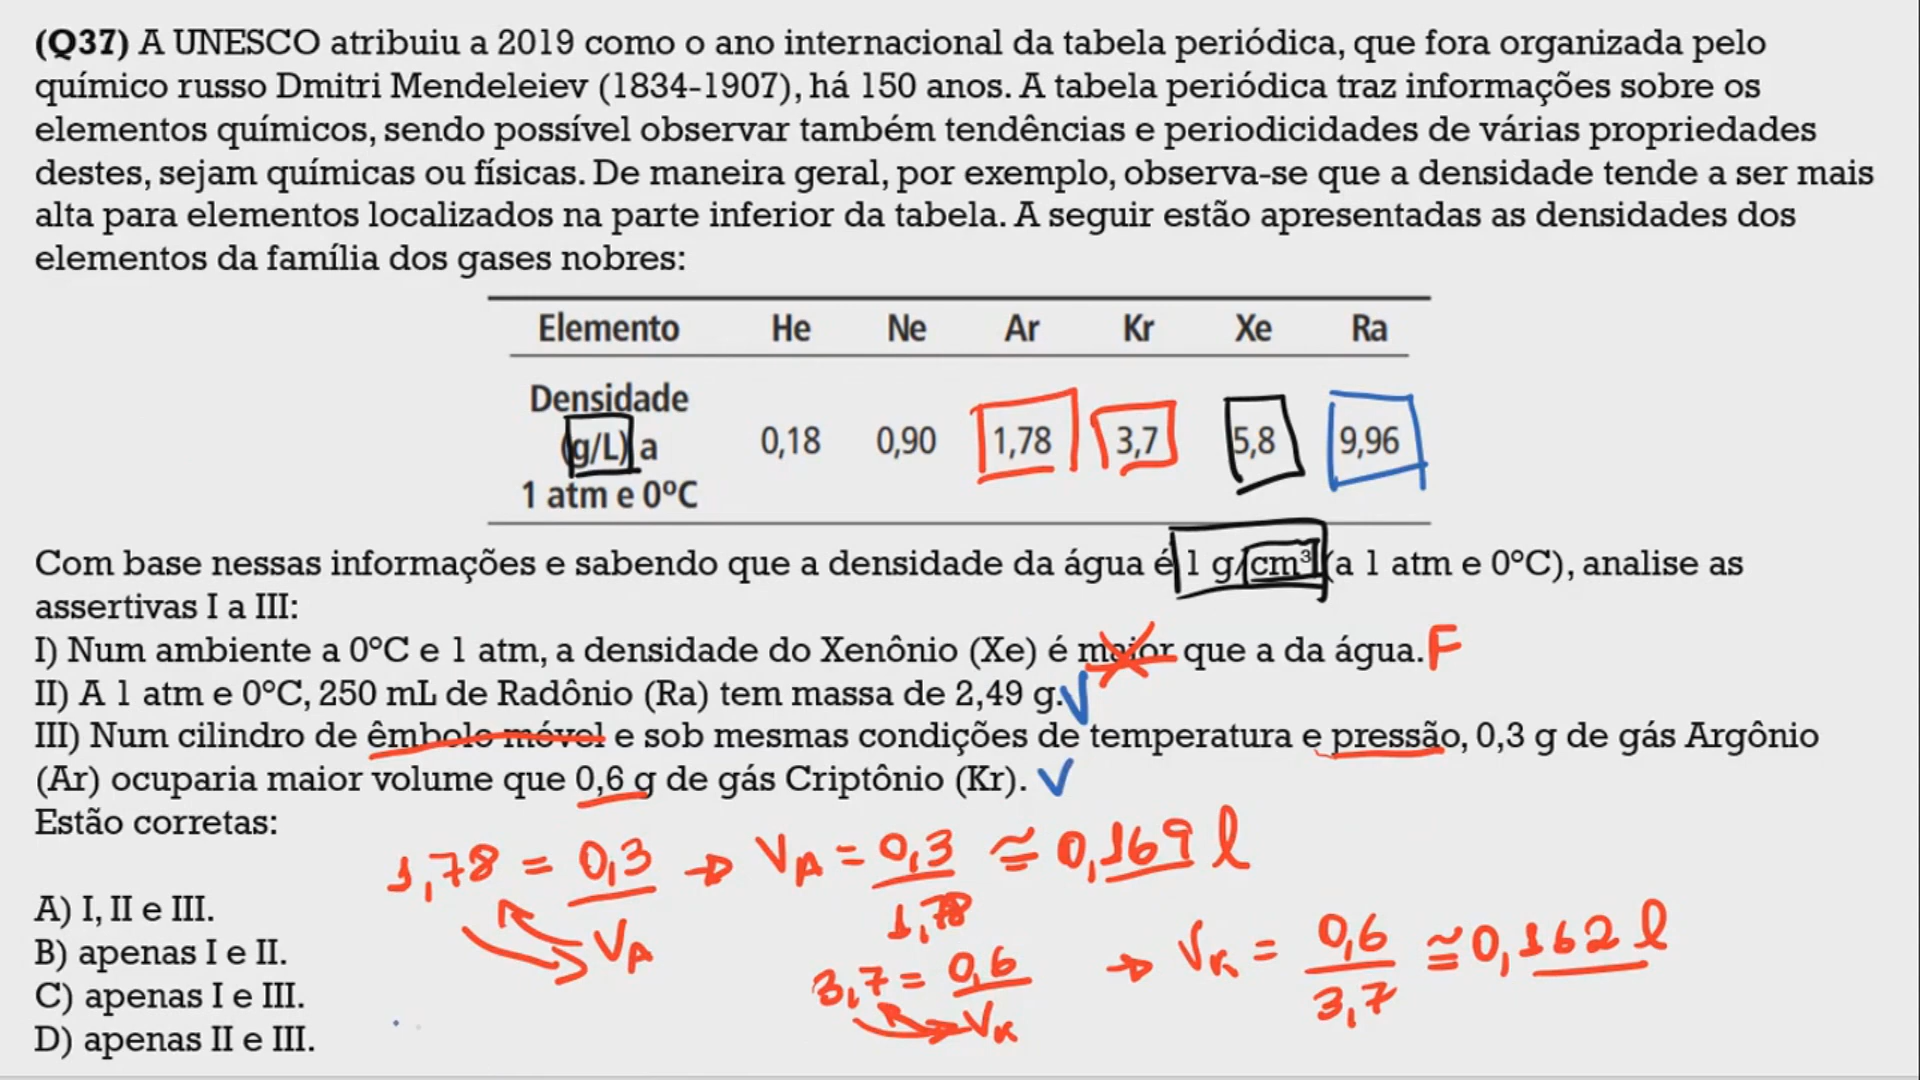 (Q37) A UNESCO atribuiu a 2019 como o ano internacional da tabela periódica, que fora organizada pelo
químico russo Dmitri Mendeleiev (1834-1907), há 150 anos. A tabela periódica traz informações sobre os
elementos químicos, sendo possível observar também tendências e periodicidades de várias propriedades
destes, sejam químicas ou físicas. De maneira geral, por exemplo, observa-se que a densidade tende a ser mais
alta para elementos localizados na parte inferior da tabela. A seguir estão apresentadas as densidades dos
elementos da família dos gases nobres:
Elemento He Ne Ar Kr Xe Ra
Densidade
(g/L) a 0,18 0,90 1,78 3,7 5,8 9,96
1 atm e 0ºC
Com base nessas informações e sabendo que a densidade da água é 1 g/cm³ (a 1 atm e 0°C), analise as
assertivas I a III:
I) Num ambiente a 0°C e 1 atm, a densidade do Xenônio (Xe) é maior que a da água. F
II) A 1 atm e 0°C, 250 mL de Radônio (Ra) tem massa de 2,49 g. V
III) Num cilindro de êmbolo móvel e sob mesmas condições de temperatura e pressão, 0,3 g de gás Argônio
(Ar) ocuparia maior volume que 0,6 g de gás Criptônio (Kr). V
Estão corretas:
1,78 = 0,3 / VA → VA = 0,3 / 1,78 ≅ 0,169 l
3,7 = 0,6 / VK → VK = 0,6 / 3,7 ≅ 0,162 l
A) I, II e III.
B) apenas I e II.
C) apenas I e III.
D) apenas II e III.